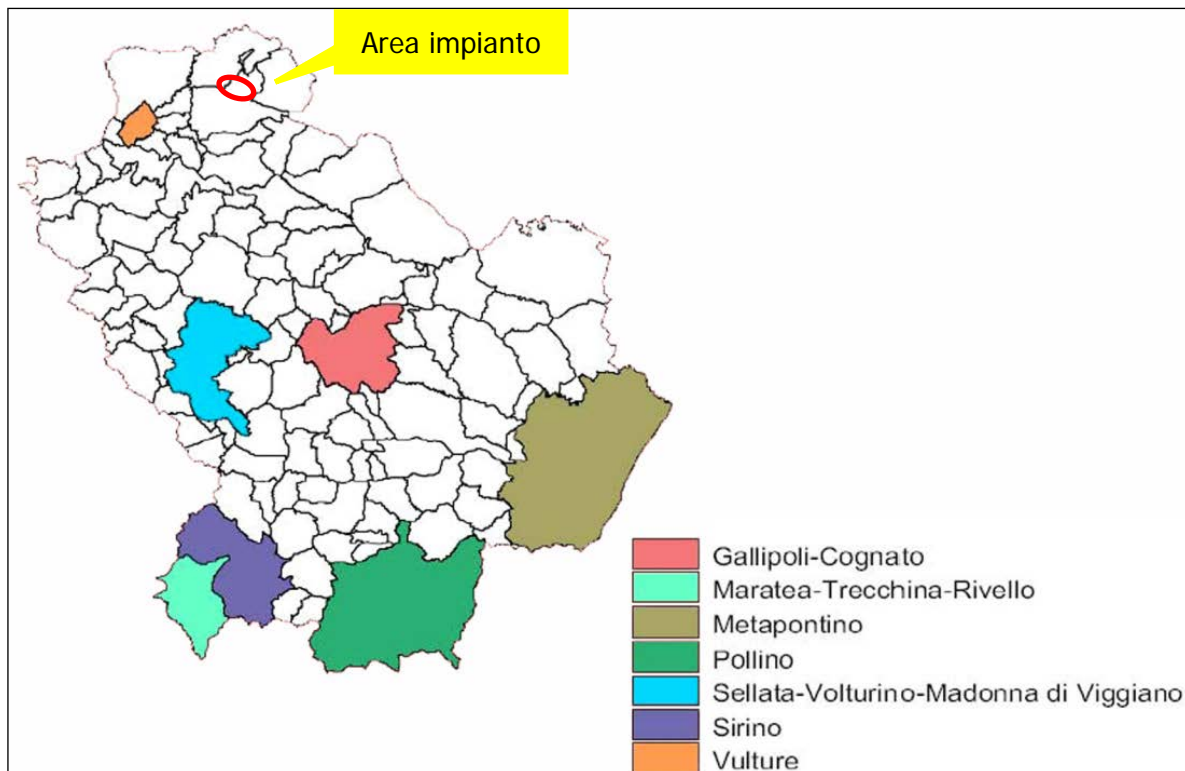 Area impianto
Gallipoli-Cognato
Maratea-Trecchina-Rivello
Metapontino
Pollino
Sellata-Volturino-Madonna di Viggiano
Sirino
Vulture